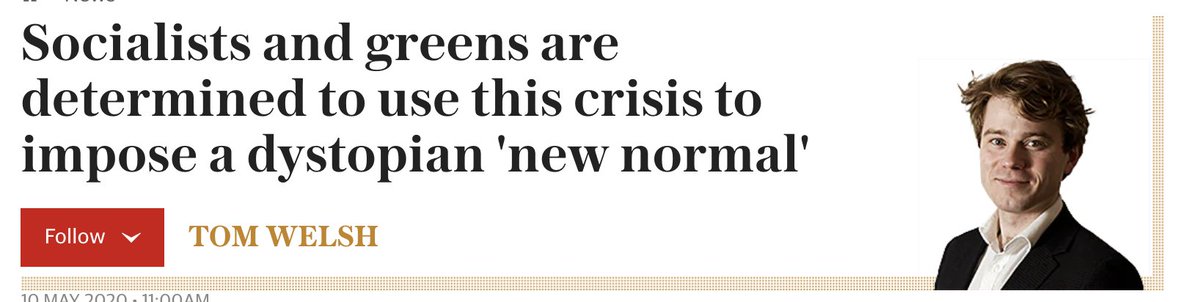 News
Socialists and greens are
determined to use this crisis to
impose a dystopian 'new normal'
Follow
TOM WELSH
10 MAY 2020 • 11:00AM